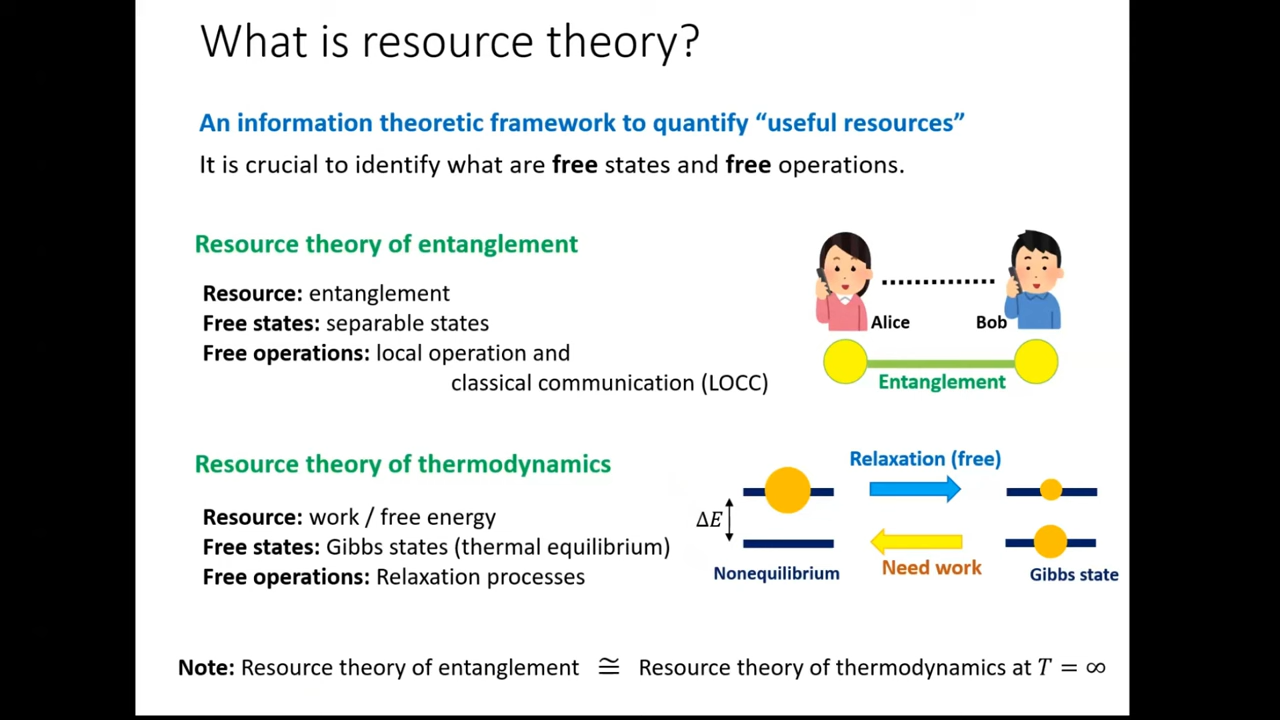 What is resource theory?
An information theoretic framework to quantify “useful resources”
It is crucial to identify what are free states and free operations.
Resource theory of entanglement
Resource: entanglement
Free states: separable states
Free operations: local operation and
classical communication (LOCC)
Alice
Bob
Entanglement
Resource theory of thermodynamics
Resource: work / free energy
Free states: Gibbs states (thermal equilibrium)
Free operations: Relaxation processes
Relaxation (free)
ΔE
Need work
Nonequilibrium
Gibbs state
Note: Resource theory of entanglement ≅ Resource theory of thermodynamics at T = ∞